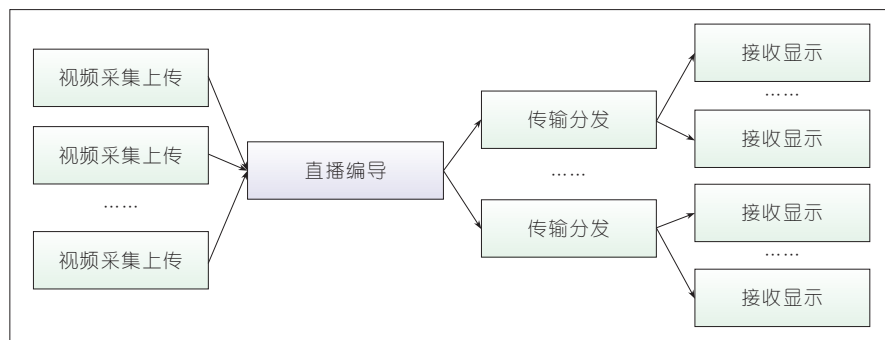 视频采集上传
视频采集上传
……
视频采集上传
直播编导
传输分发
……
传输分发
接收显示
……
接收显示
接收显示
……
接收显示